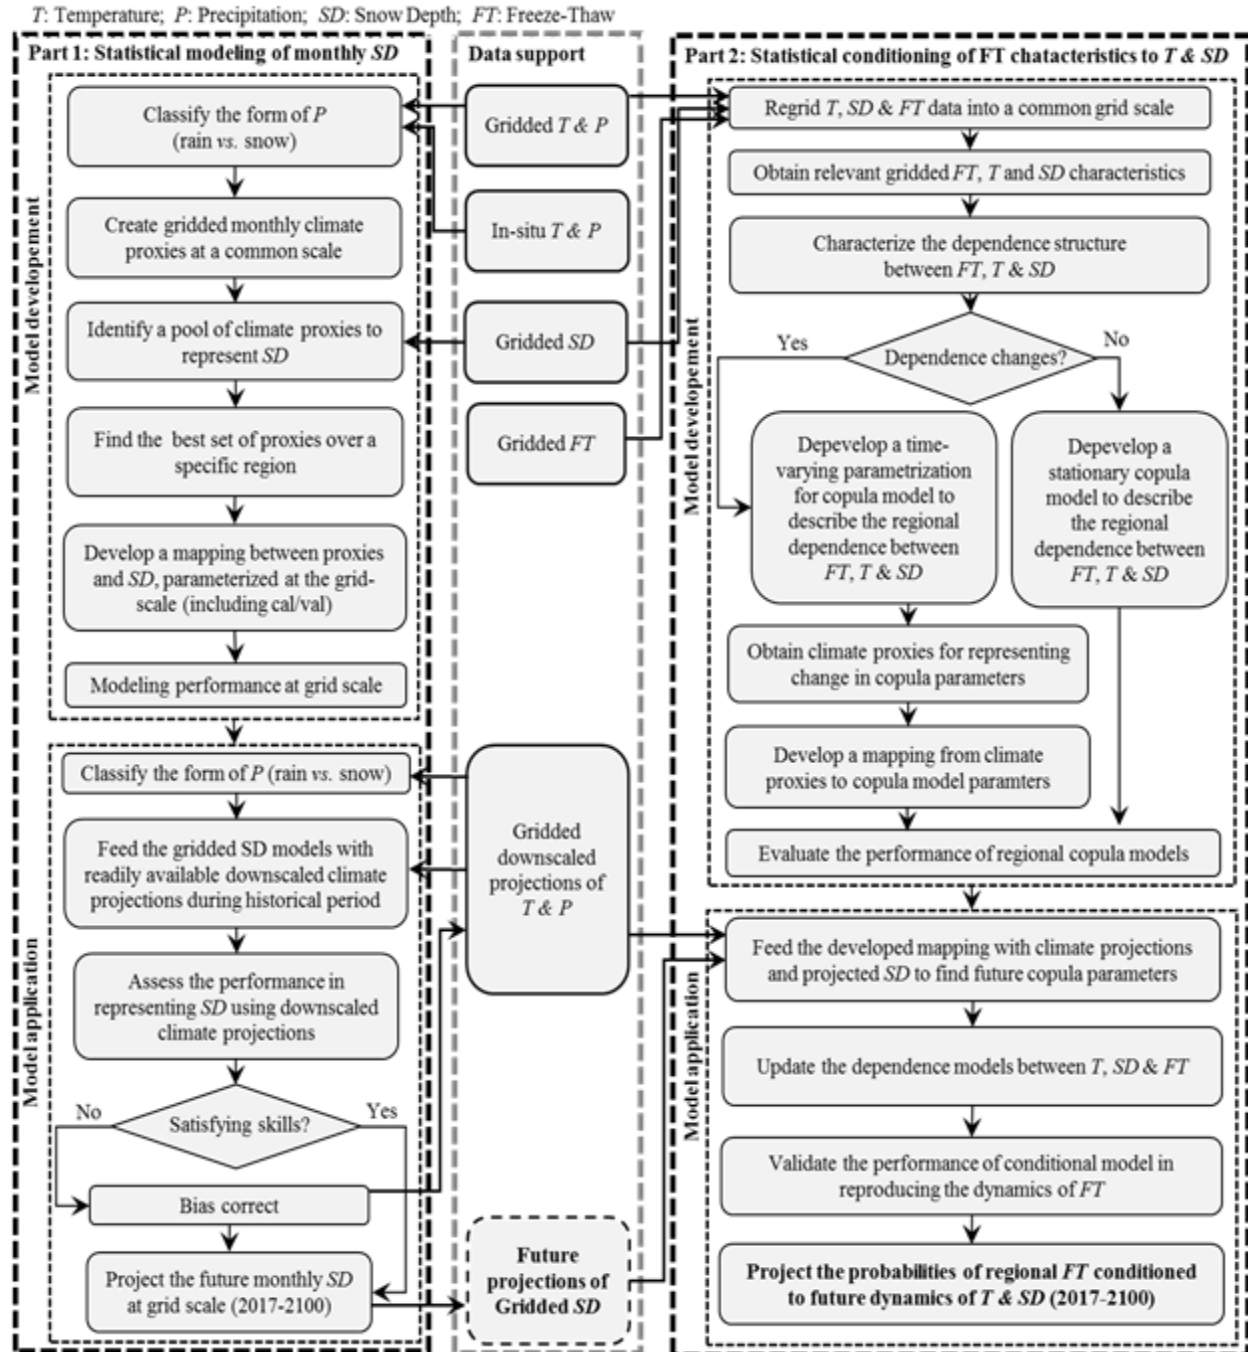 T: Temperature; P: Precipitation; SD: Snow Depth; FT: Freeze-Thaw
Part 1: Statistical modeling of monthly SD
Model developement
Classify the form of P
(rain vs. snow)
Create gridded monthly climate
proxies at a common scale
Identify a pool of climate proxies to
represent SD
Find the best set of proxies over a
specific region
Develop a mapping between proxies
and SD, parameterized at the grid-
scale (including cal/val)
Modeling performance at grid scale
Model application
Classify the form of P (rain vs. snow)
Feed the gridded SD models with
readily available downscaled climate
projections during historical period
Assess the performance in
representing SD using downscaled
climate projections
No
Satisfying skills?
Yes
Bias correct
Project the future monthly SD
at grid scale (2017-2100)
Data support
Gridded T & P
In-situ T & P
Gridded SD
Gridded FT
Gridded
downscaled
projections of
T & P
Future
projections of
Gridded SD
Part 2: Statistical conditioning of FT chatacteristics to T & SD
Model developement
Regrid T, SD & FT data into a common grid scale
Obtain relevant gridded FT, T and SD characteristics
Characterize the dependence structure
between FT, T & SD
Yes
Dependence changes?
No
Depevelop a time-
varying parametrization
for copula model to
describe the regional
dependence between
FT, T & SD
Depevelop a
stationary copula
model to describe
the regional
dependence between
FT, T & SD
Obtain climate proxies for representing
change in copula parameters
Develop a mapping from climate
proxies to copula model paramters
Evaluate the performance of regional copula models
Model application
Feed the developed mapping with climate projections
and projected SD to find future copula parameters
Update the dependence models between T, SD & FT
Validate the performance of conditional model in
reproducing the dynamics of FT
Project the probabilities of regional FT conditioned
to future dynamics of T & SD (2017-2100)